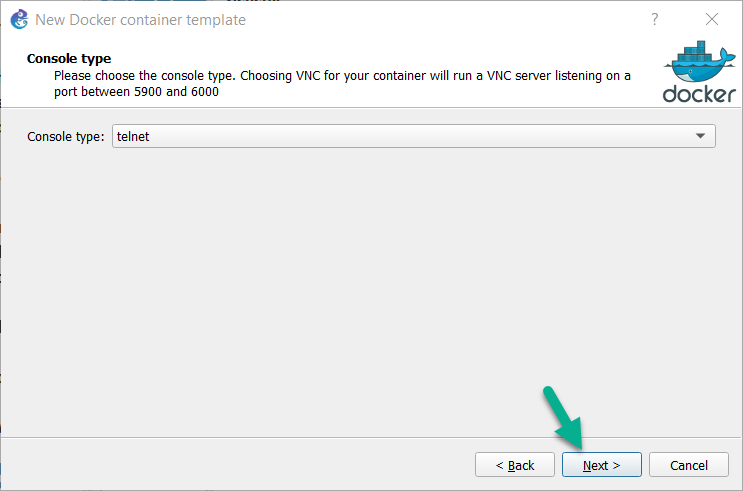 New Docker container template
?
Console type
Please choose the console type. Choosing VNC for your container will run a VNC server listening on a
port between 5900 and 6000
docker
Console type: telnet
< Back
Next >
Cancel